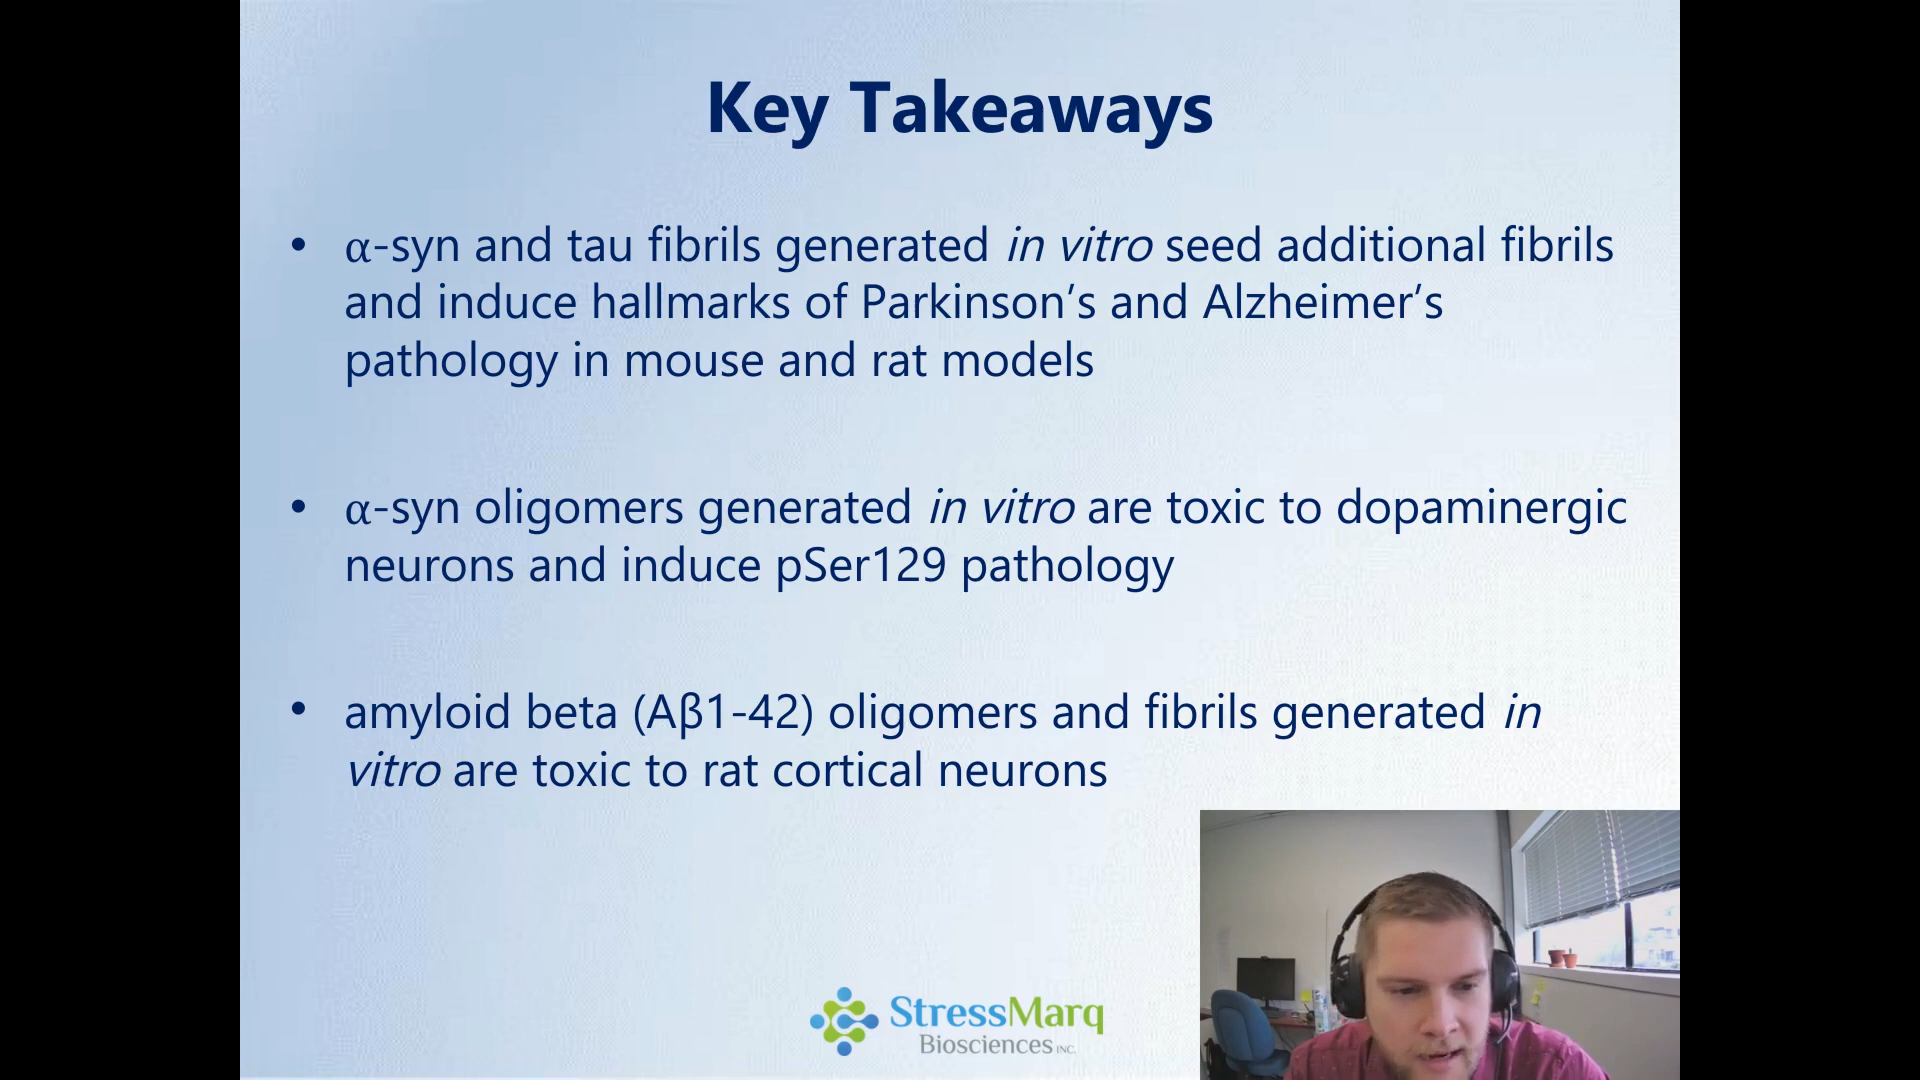 Key Takeaways
• α-syn and tau fibrils generated in vitro seed additional fibrils
and induce hallmarks of Parkinson’s and Alzheimer’s
pathology in mouse and rat models
• α-syn oligomers generated in vitro are toxic to dopaminergic
neurons and induce pSer129 pathology
• amyloid beta (Aβ1-42) oligomers and fibrils generated in
vitro are toxic to rat cortical neurons
StressMarq
Biosciences INC.